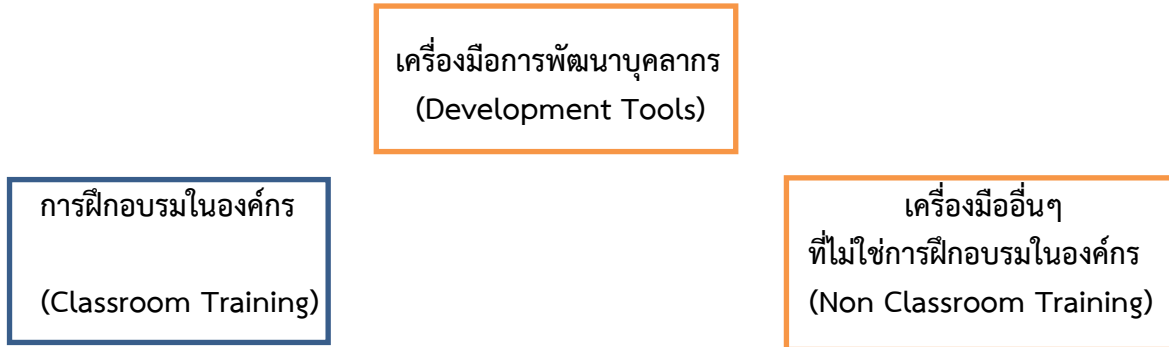 เครื่องมือการพัฒนาบุคลากร
(Development Tools)
การฝึกอบรมในองค์กร
(Classroom Training)
เครื่องมืออื่นๆ
ที่ไม่ใช่การฝึกอบรมในองค์กร
(Non Classroom Training)